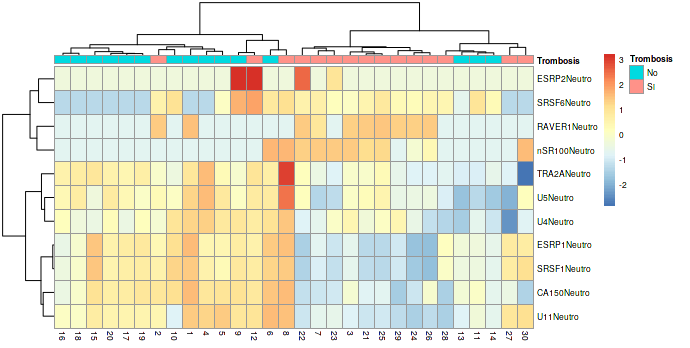 Trombosis
ESRP2Neutro
SRSF6Neutro
RAVER1Neutro
nSR100Neutro
TRA2ANeutro
U5Neutro
U4Neutro
ESRP1Neutro
SRSF1Neutro
CA150Neutro
U11Neutro
16 18 15 20 17 19 2 10 1 4 5 9 12 6 8 22 7 23 3 21 25 29 24 26 28 13 11 14 27 30
3
2
1
0
-1
-2
Trombosis
No
Si